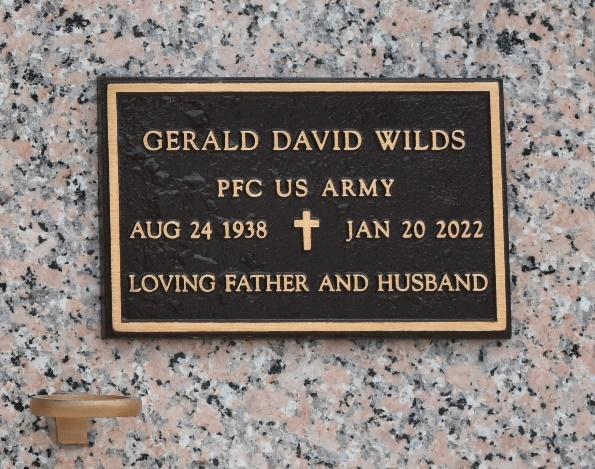 GERALD DAVID WILDS
PFC US ARMY
AUG 24 1938 JAN 20 2022
LOVING FATHER AND HUSBAND